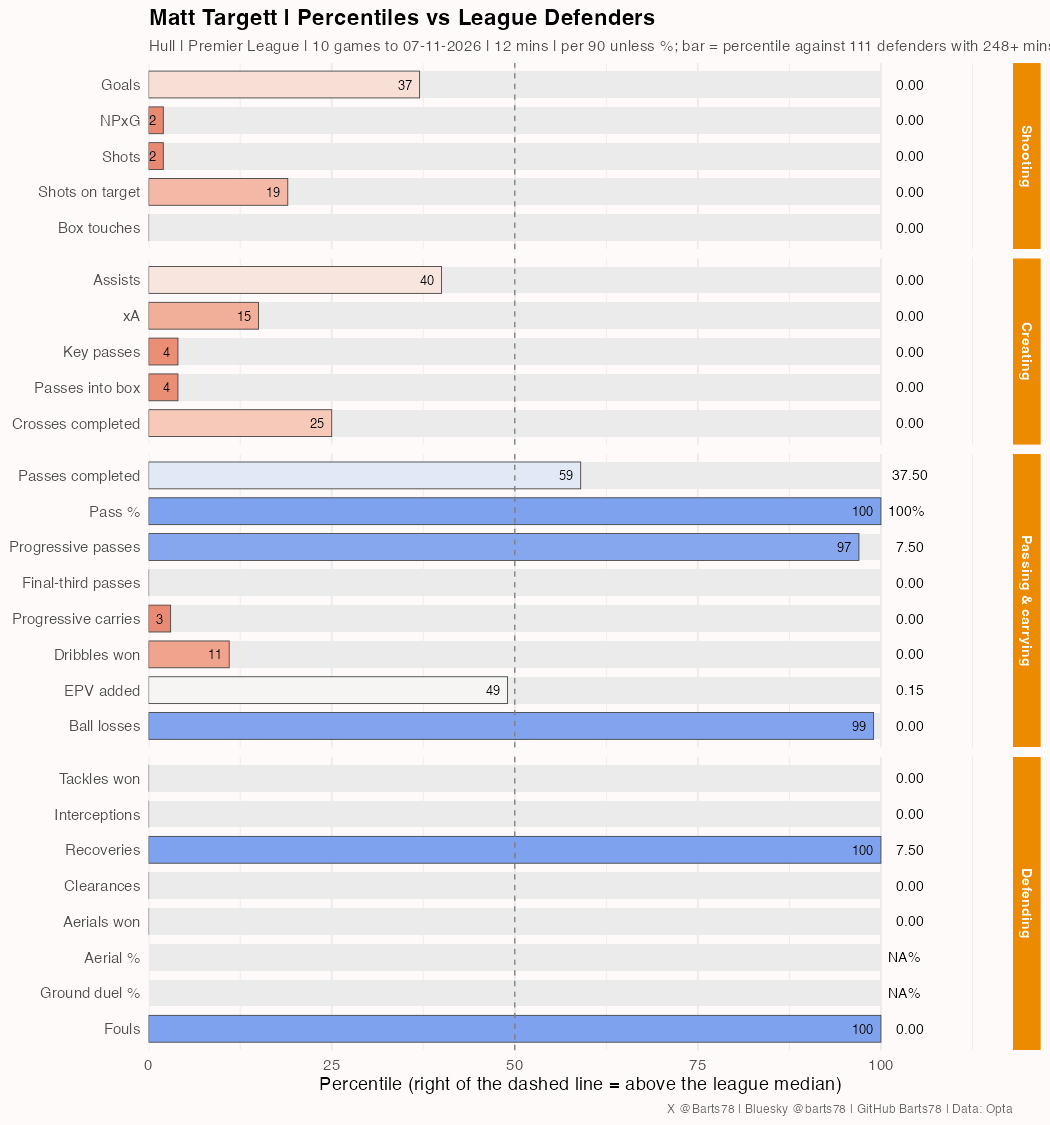 Matt Targett | Percentiles vs League Defenders
Hull | Premier League | 10 games to 07-11-2026 | 12 mins | per 90 unless %; bar = percentile against 111 defenders with 248+ mins
Shooting
Goals 37 0.00
NPxG 2 0.00
Shots 2 0.00
Shots on target 19 0.00
Box touches 0.00
Creating
Assists 40 0.00
xA 15 0.00
Key passes 4 0.00
Passes into box 4 0.00
Crosses completed 25 0.00
Passing & carrying
Passes completed 59 37.50
Pass % 100 100%
Progressive passes 97 7.50
Final-third passes 0.00
Progressive carries 3 0.00
Dribbles won 11 0.00
EPV added 49 0.15
Ball losses 99 0.00
Defending
Tackles won 0.00
Interceptions 0.00
Recoveries 100 7.50
Clearances 0.00
Aerials won 0.00
Aerial % NA%
Ground duel % NA%
Fouls 100 0.00
0 25 50 75 100
Percentile (right of the dashed line = above the league median)
X @Barts78 | Bluesky @barts78 | GitHub Barts78 | Data: Opta